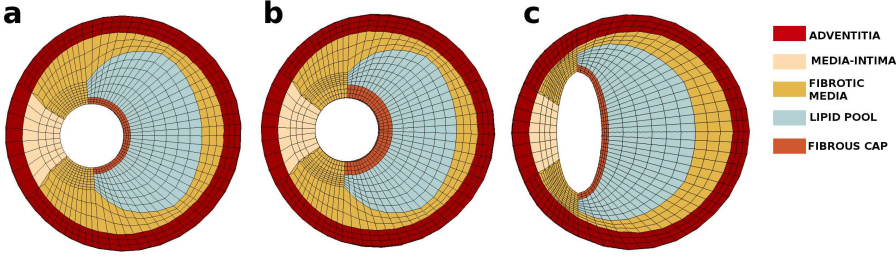 a b c
ADVENTITIA
MEDIA-INTIMA
FIBROTIC
MEDIA
LIPID POOL
FIBROUS CAP